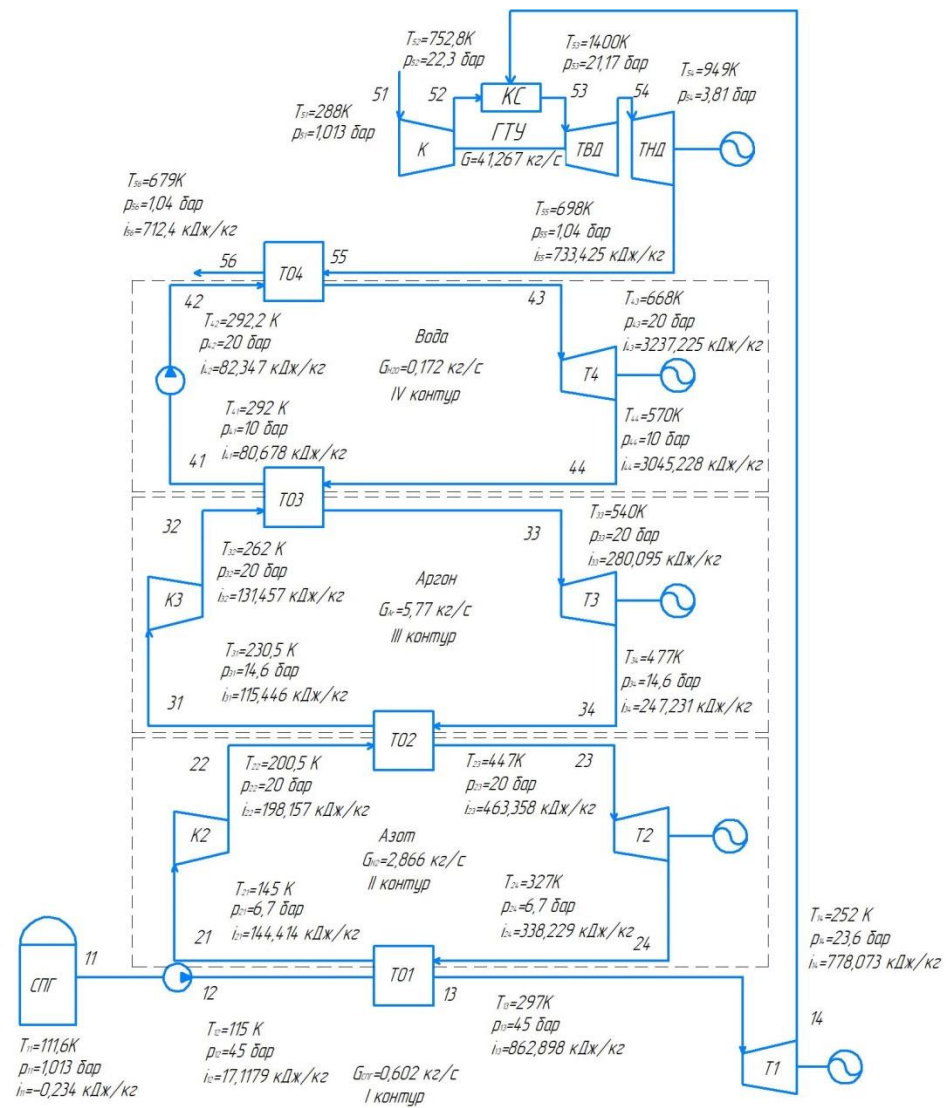 T₅₂=752,8K
p₅₂=22,3 бар
T₅₃=1400K
p₅₃=21,17 бар
T₅₄=949K
p₅₄=3,81 бар
51
52
КС
53
54
T₅₁=288K
p₅₁=1,013 бар
К
ГТУ
G=41,267 кг/с
ТВД
ТНД
T₅₆=679K
p₅₆=1,04 бар
i₅₆=712,4 кДж/кг
T₅₅=698K
p₅₅=1,04 бар
i₅₅=733,425 кДж/кг
56
ТО4
55
42
43
T₄₂=292,2 K
p₄₂=20 бар
i₄₂=82,347 кДж/кг
Вода
G_H2O=0,172 кг/с
IV контур
T₄₃=668K
p₄₃=20 бар
i₄₃=3237,225 кДж/кг
Т4
T₄₁=292 K
p₄₁=10 бар
i₄₁=80,678 кДж/кг
T₄₄=570K
p₄₄=10 бар
i₄₄=3045,228 кДж/кг
41
ТО3
44
32
33
T₃₂=262 K
p₃₂=20 бар
i₃₂=131,457 кДж/кг
T₃₃=540K
p₃₃=20 бар
i₃₃=280,095 кДж/кг
К3
Аргон
G_Ar=5,77 кг/с
III контур
Т3
T₃₁=230,5 K
p₃₁=14,6 бар
i₃₁=115,446 кДж/кг
T₃₄=477K
p₃₄=14,6 бар
i₃₄=247,231 кДж/кг
31
ТО2
34
22
23
T₂₂=200,5 K
p₂₂=20 бар
i₂₂=198,157 кДж/кг
T₂₃=447K
p₂₃=20 бар
i₂₃=463,358 кДж/кг
К2
Азот
G_N2=2,866 кг/с
II контур
Т2
T₂₁=145 K
p₂₁=6,7 бар
i₂₁=144,414 кДж/кг
T₂₄=327K
p₂₄=6,7 бар
i₂₄=338,229 кДж/кг
21
ТО1
24
T₁₄=252 K
p₁₄=23,6 бар
i₁₄=778,073 кДж/кг
СПГ
11
12
13
14
T₁₁=111,6K
p₁₁=1,013 бар
i₁₁=-0,234 кДж/кг
T₁₂=115 K
p₁₂=45 бар
i₁₂=17,1179 кДж/кг
G_СПГ=0,602 кг/с
I контур
T₁₃=297K
p₁₃=45 бар
i₁₃=862,898 кДж/кг
Т1